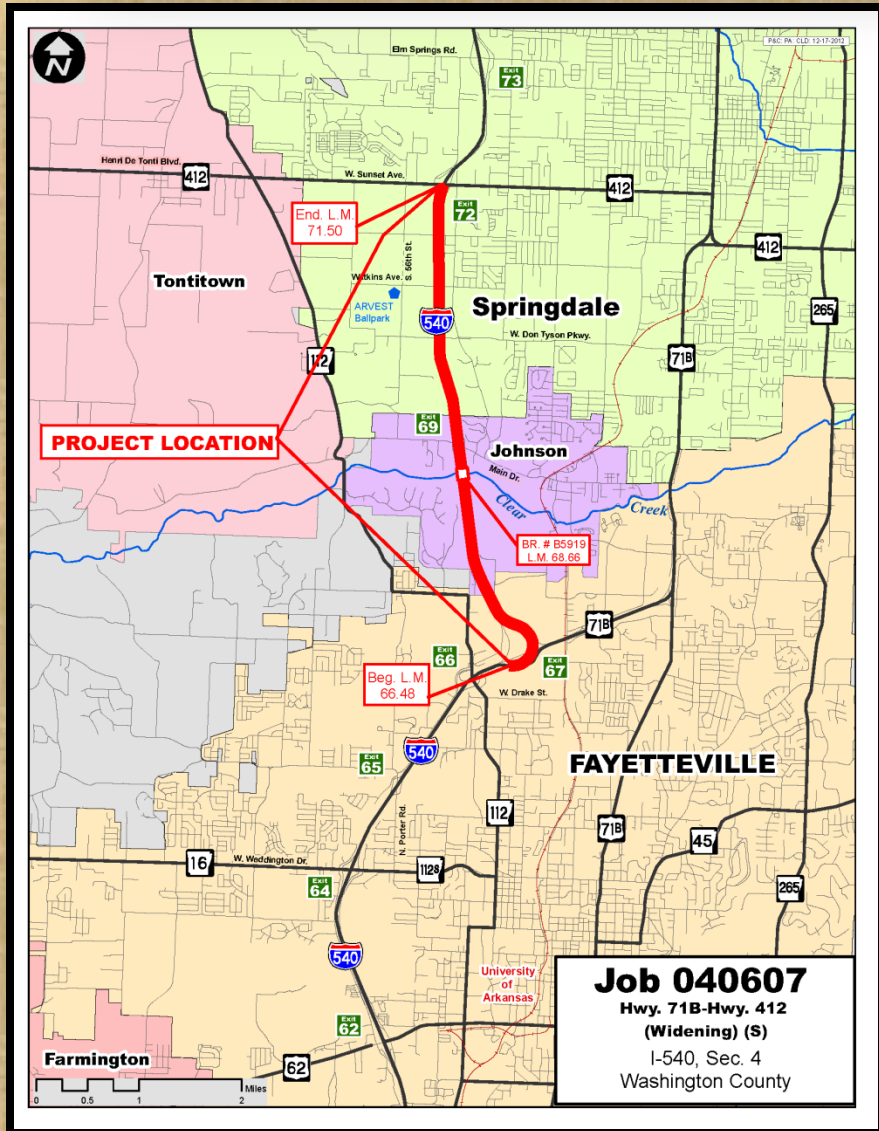 P&C: PA: CLD: 12-17-2012
N
Elm Springs Rd.
Exit
73
Henri De Tonti Blvd.
412
W. Sunset Ave.
412
End. L.M.
71.50
Exit
72
412
S. 56th St.
Tontitown
Watkins Ave.
ARVEST
Ballpark
Springdale
540
265
W. Don Tyson Pkwy.
112
71B
Exit
69
PROJECT LOCATION
Johnson
Main Dr.
Clear
Creek
BR. # B5919
L.M. 68.66
71B
Exit
66
Exit
67
Beg. L.M.
66.48
W. Drake St.
540
Exit
65
FAYETTEVILLE
N. Porter Rd.
112
71B
45
16
W. Weddington Dr.
112S
265
Exit
64
540
University
of
Arkansas
Exit
62
Farmington
62
0 0.5 1 2
Miles
Job 040607
Hwy. 71B-Hwy. 412
(Widening) (S)
I-540, Sec. 4
Washington County